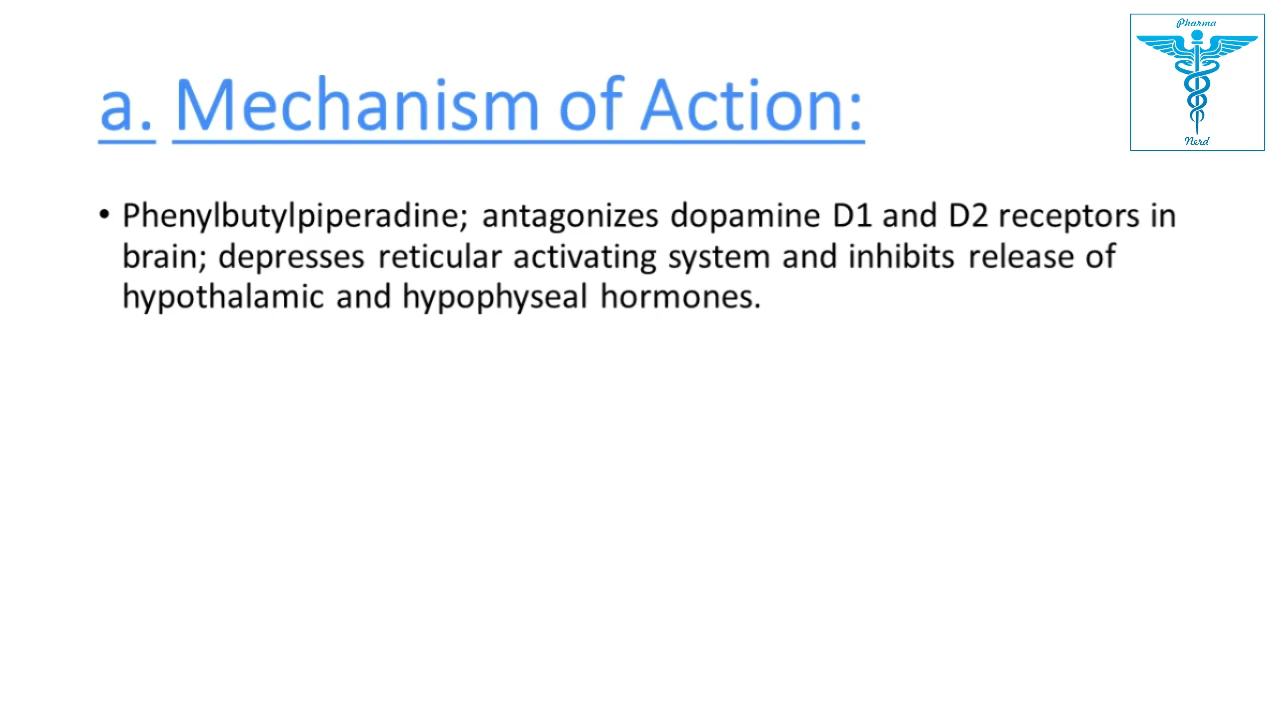 Pharma
a. Mechanism of Action:
Nerd
• Phenylbutylpiperadine; antagonizes dopamine D1 and D2 receptors in
brain; depresses reticular activating system and inhibits release of
hypothalamic and hypophyseal hormones.